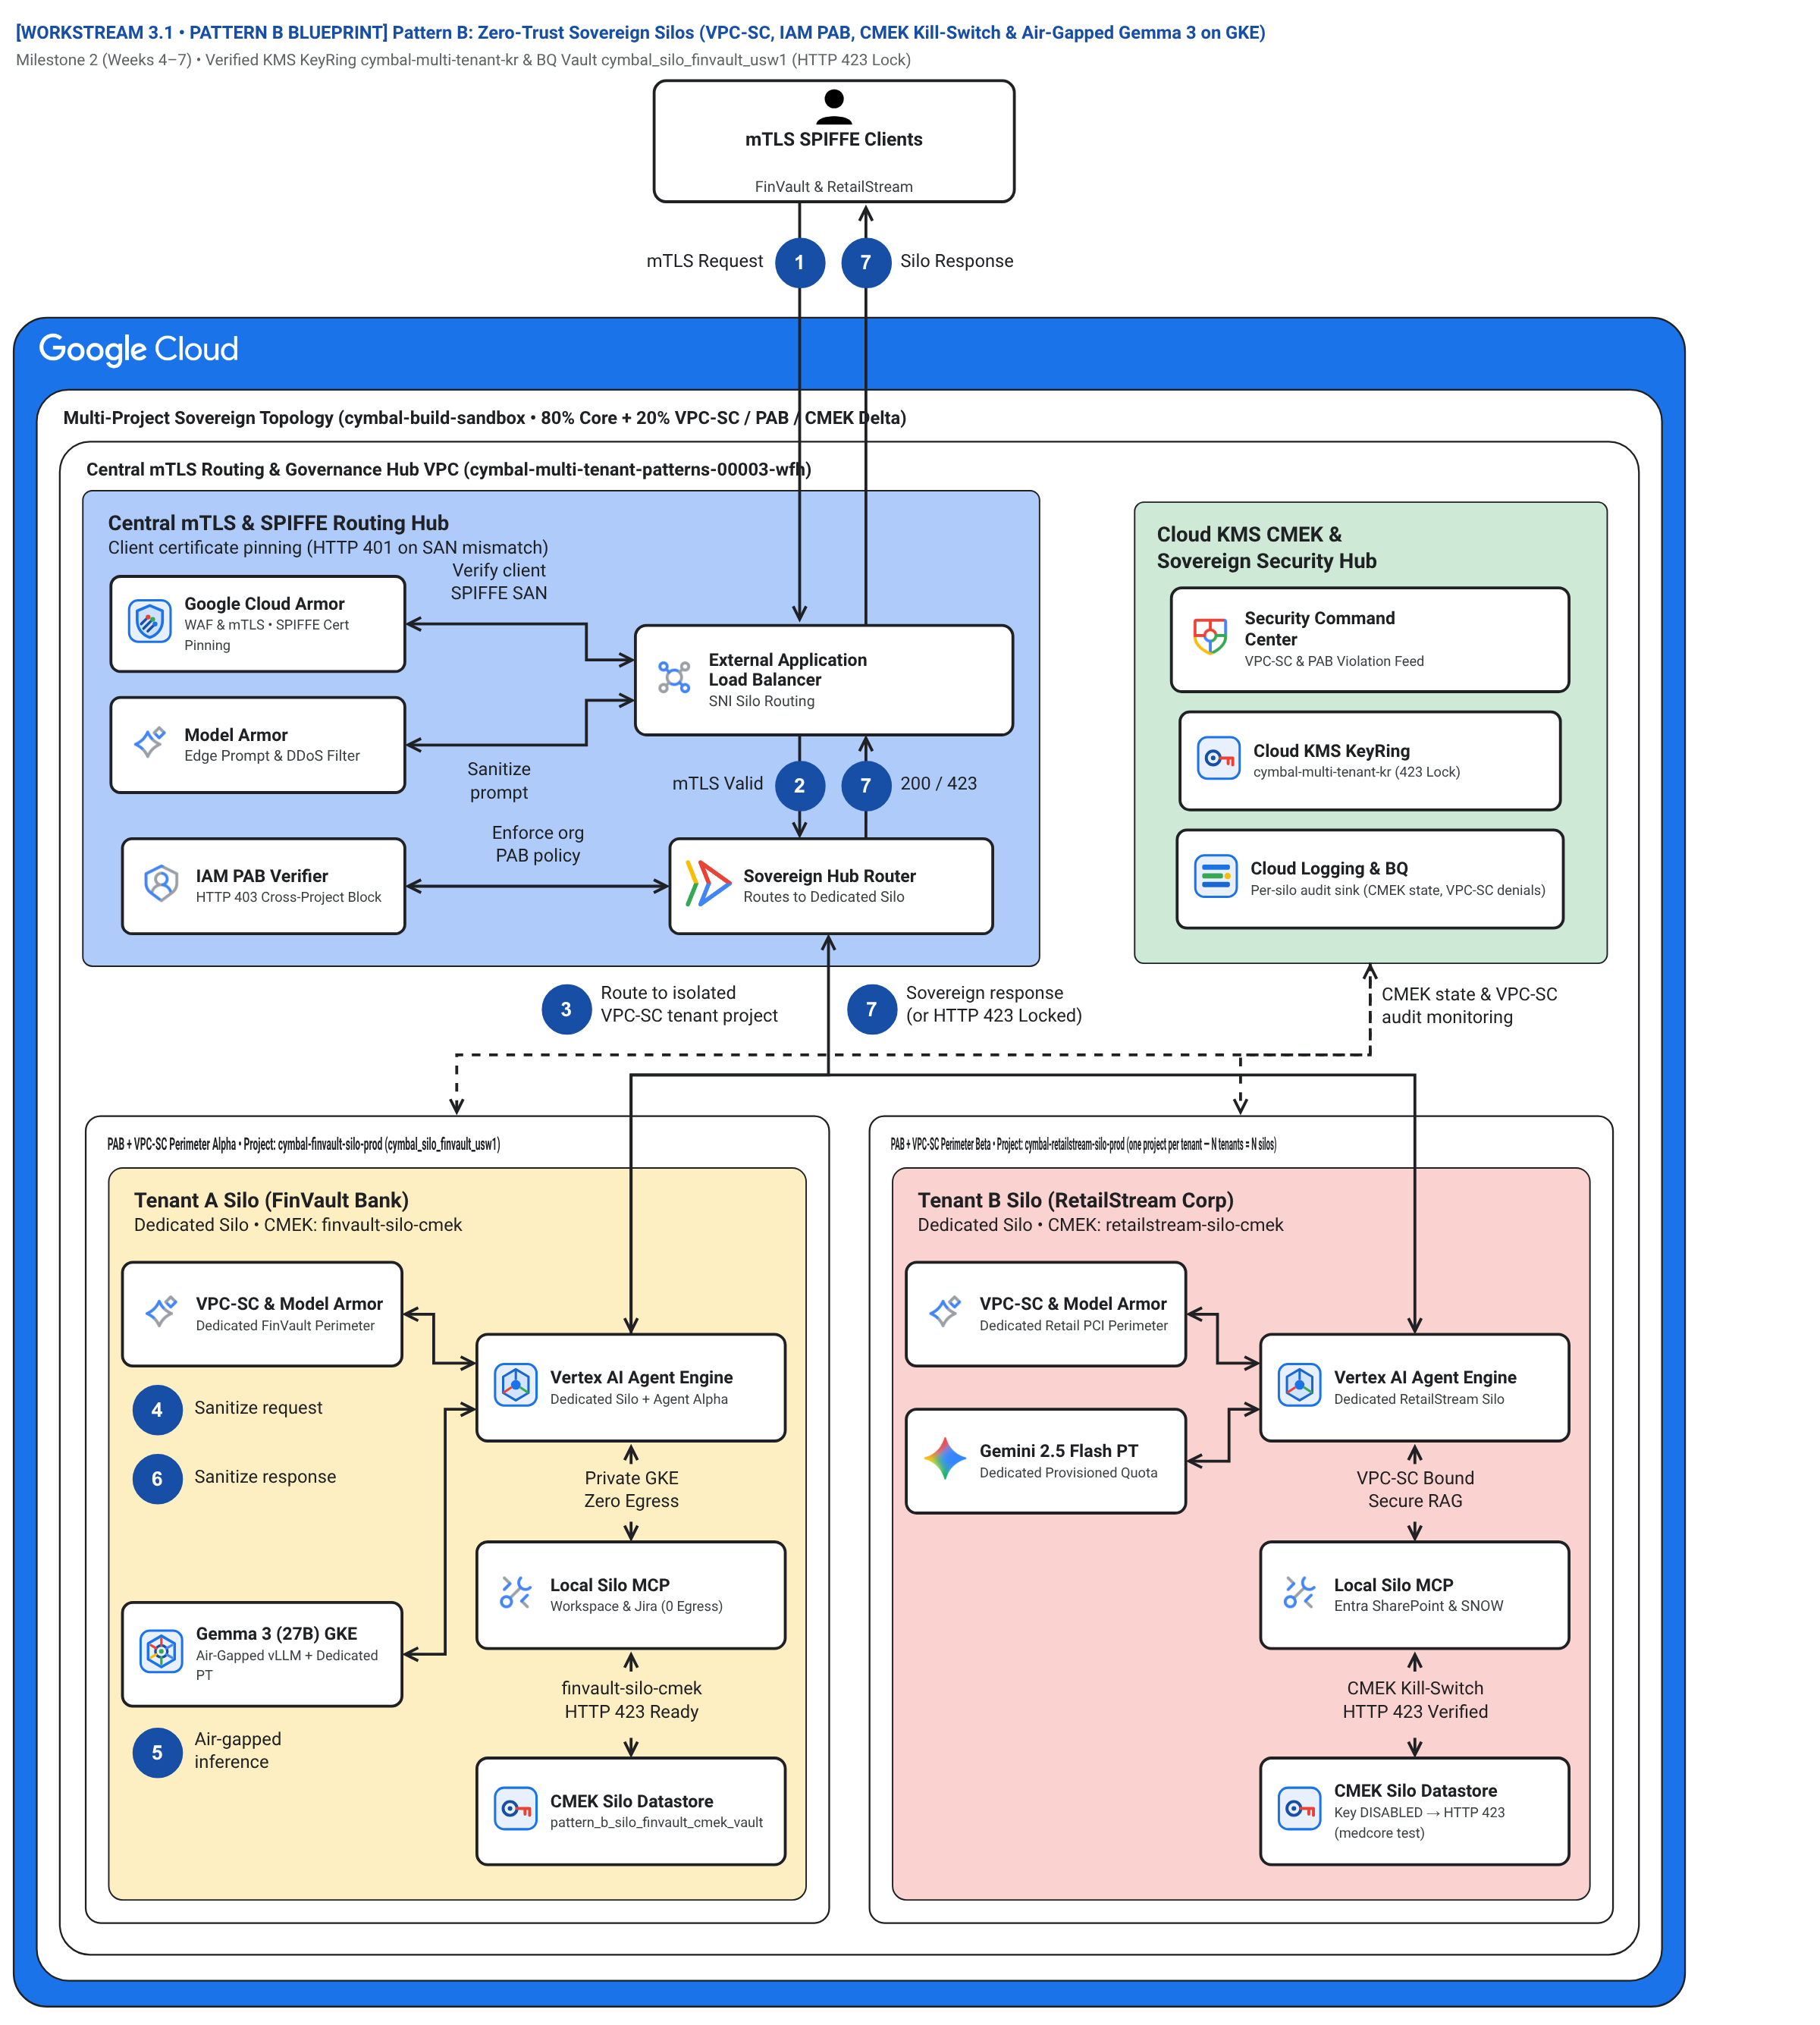 [WORKSTREAM 3.1 • PATTERN B BLUEPRINT] Pattern B: Zero-Trust Sovereign Silos (VPC-SC, IAM PAB, CMEK Kill-Switch & Air-Gapped Gemma 3 on GKE)
Milestone 2 (Weeks 4–7) • Verified KMS KeyRing cymbal-multi-tenant-kr & BQ Vault cymbal_silo_finvault_usw1 (HTTP 423 Lock)
mTLS SPIFFE Clients
FinVault & RetailStream
mTLS Request
1
7
Silo Response
Google Cloud
Multi-Project Sovereign Topology (cymbal-build-sandbox • 80% Core + 20% VPC-SC / PAB / CMEK Delta)
Central mTLS Routing & Governance Hub VPC (cymbal-multi-tenant-patterns-00003-wfh)
Central mTLS & SPIFFE Routing Hub
Client certificate pinning (HTTP 401 on SAN mismatch)
Verify client
SPIFFE SAN
Google Cloud Armor
WAF & mTLS • SPIFFE Cert
Pinning
External Application
Load Balancer
SNI Silo Routing
Model Armor
Edge Prompt & DDoS Filter
Sanitize
prompt
mTLS Valid
2
7
200 / 423
Enforce org
PAB policy
IAM PAB Verifier
HTTP 403 Cross-Project Block
Sovereign Hub Router
Routes to Dedicated Silo
Cloud KMS CMEK &
Sovereign Security Hub
Security Command
Center
VPC-SC & PAB Violation Feed
Cloud KMS KeyRing
cymbal-multi-tenant-kr (423 Lock)
Cloud Logging & BQ
Per-silo audit sink (CMEK state, VPC-SC denials)
3
Route to isolated
VPC-SC tenant project
7
Sovereign response
(or HTTP 423 Locked)
CMEK state & VPC-SC
audit monitoring
PAB + VPC-SC Perimeter Alpha • Project: cymbal-finvault-silo-prod (cymbal_silo_finvault_usw1)
Tenant A Silo (FinVault Bank)
Dedicated Silo • CMEK: finvault-silo-cmek
VPC-SC & Model Armor
Dedicated FinVault Perimeter
Vertex AI Agent Engine
Dedicated Silo + Agent Alpha
4
Sanitize request
6
Sanitize response
Private GKE
Zero Egress
Local Silo MCP
Workspace & Jira (0 Egress)
Gemma 3 (27B) GKE
Air-Gapped vLLM + Dedicated
PT
finvault-silo-cmek
HTTP 423 Ready
5
Air-gapped
inference
CMEK Silo Datastore
pattern_b_silo_finvault_cmek_vault
PAB + VPC-SC Perimeter Beta • Project: cymbal-retailstream-silo-prod (one project per tenant — N tenants = N silos)
Tenant B Silo (RetailStream Corp)
Dedicated Silo • CMEK: retailstream-silo-cmek
VPC-SC & Model Armor
Dedicated Retail PCI Perimeter
Vertex AI Agent Engine
Dedicated RetailStream Silo
Gemini 2.5 Flash PT
Dedicated Provisioned Quota
VPC-SC Bound
Secure RAG
Local Silo MCP
Entra SharePoint & SNOW
CMEK Kill-Switch
HTTP 423 Verified
CMEK Silo Datastore
Key DISABLED → HTTP 423
(medcore test)